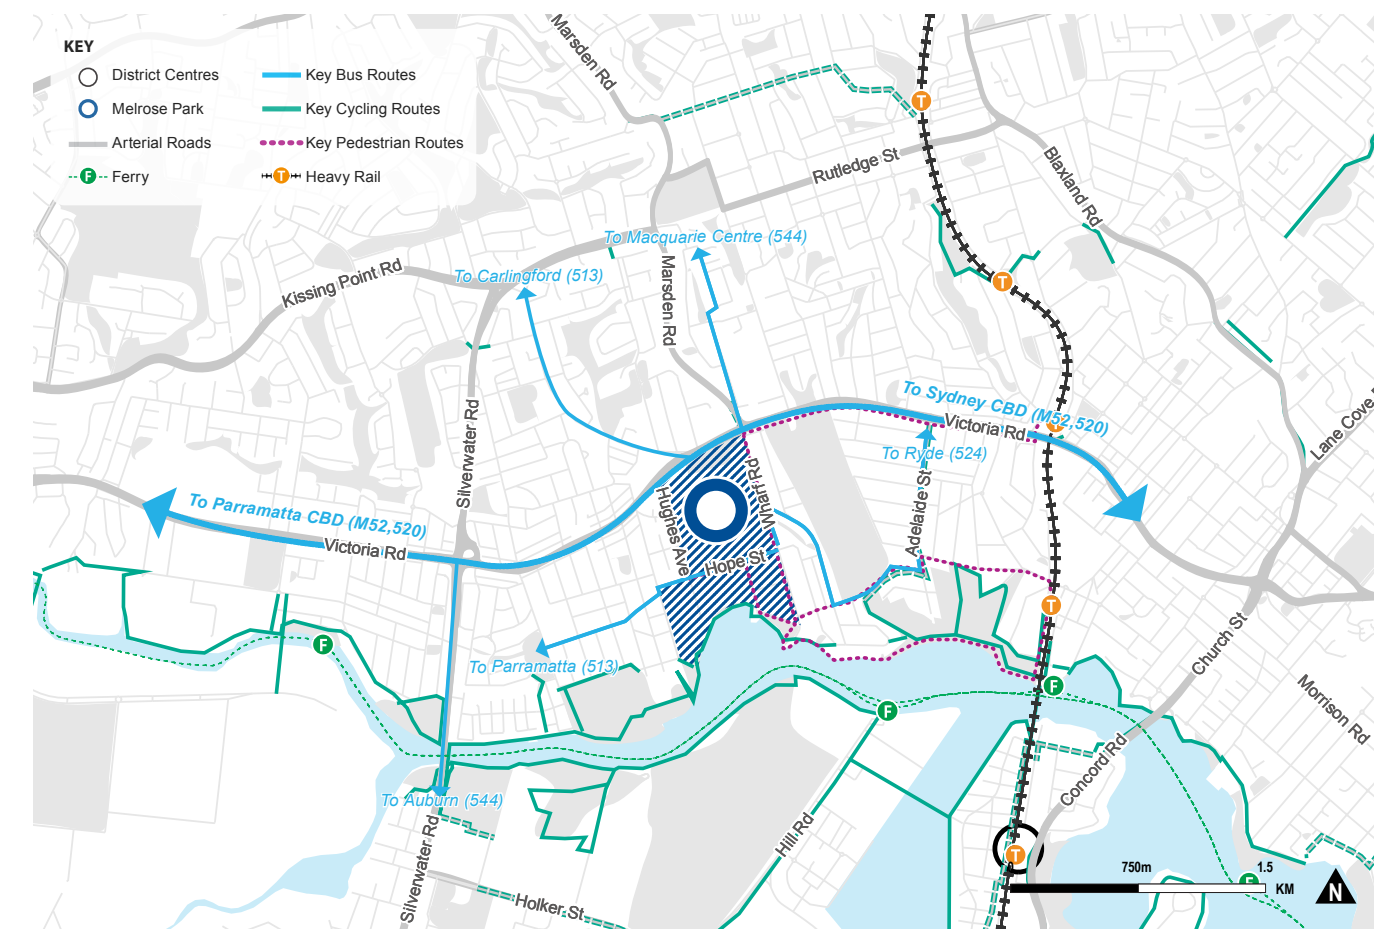 KEY
District Centres
Key Bus Routes
Melrose Park
Key Cycling Routes
Arterial Roads
Key Pedestrian Routes
F
Ferry
T
Heavy Rail
Marsden Rd
T
Rutledge St
Blaxland Rd
To Macquarie Centre (544)
Kissing Point Rd
To Carlingford (513)
Marsden Rd
T
To Sydney CBD (M52,520)
Victoria Rd
T
Lane Cove
Silverwater Rd
To Ryde (524)
Wharf Rd
Hughes Ave
Adelaide St
To Parramatta CBD (M52,520)
Victoria Rd
Hope St
T
F
To Parramatta (513)
Church St
F
F
Morrison Rd
Concord Rd
To Auburn (544)
Hill Rd
Silverwater Rd
T
Holker St
750m
1.5
KM
F
N